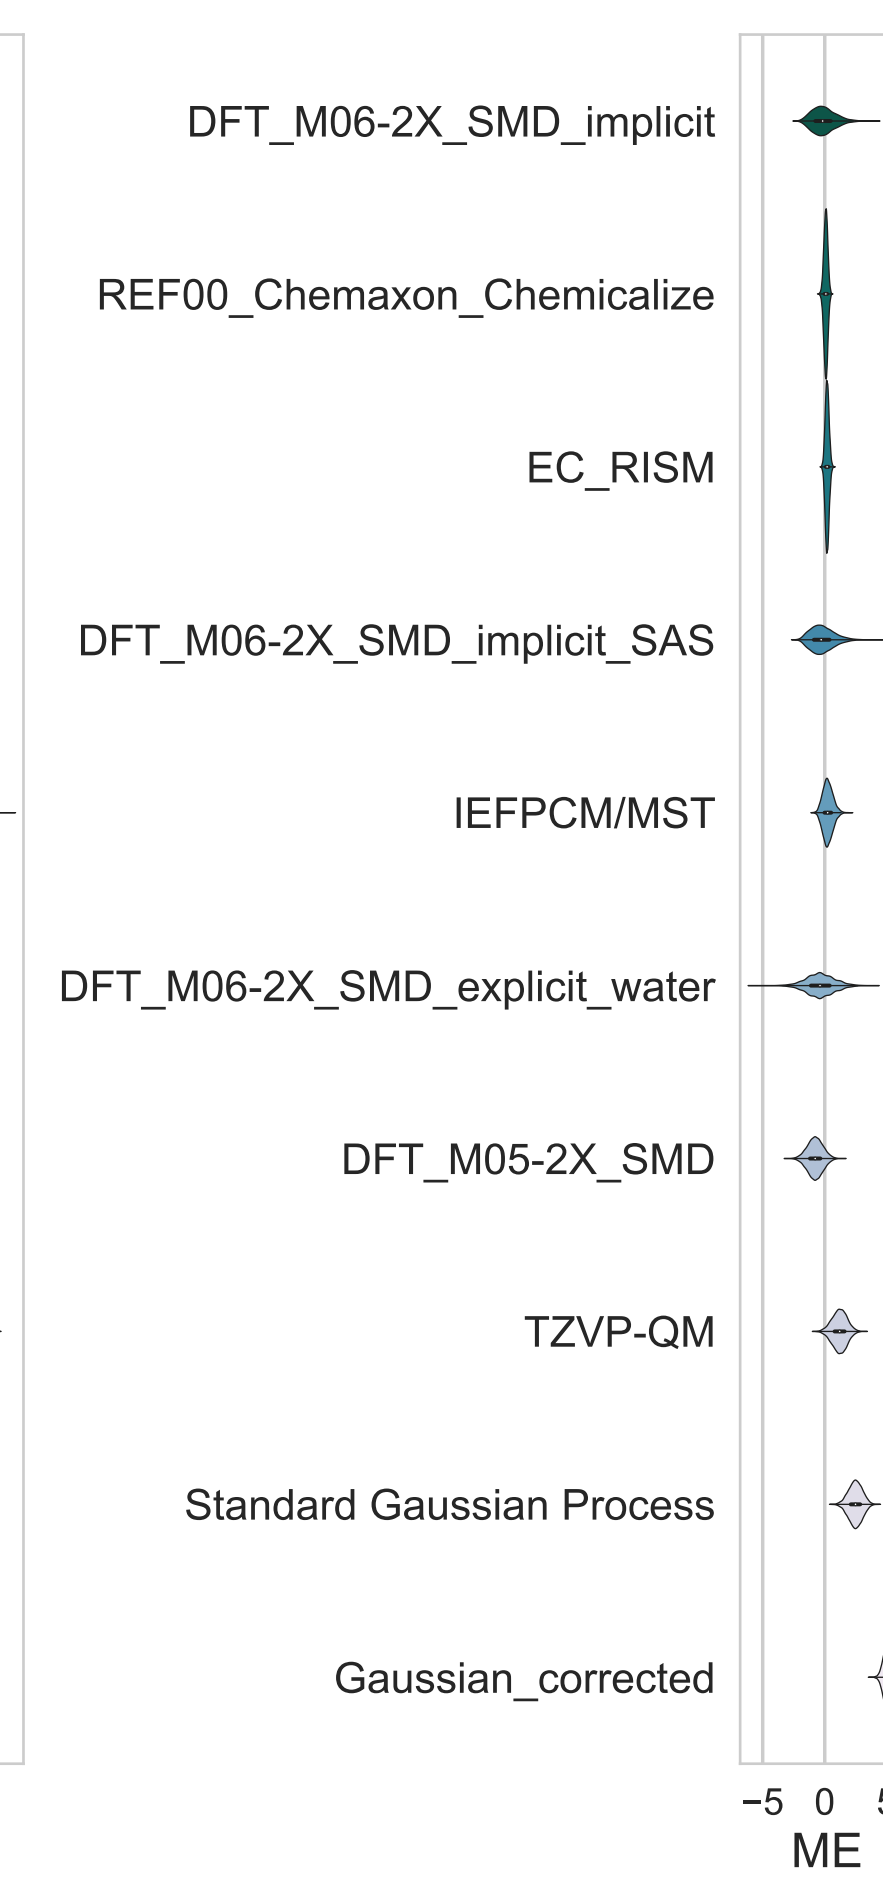 DFT_M06-2X_SMD_implicit
REF00_Chemaxon_Chemicalize
EC_RISM
DFT_M06-2X_SMD_implicit_SAS
IEFPCM/MST
DFT_M06-2X_SMD_explicit_water
DFT_M05-2X_SMD
TZVP-QM
Standard Gaussian Process
Gaussian_corrected
−5 0
ME